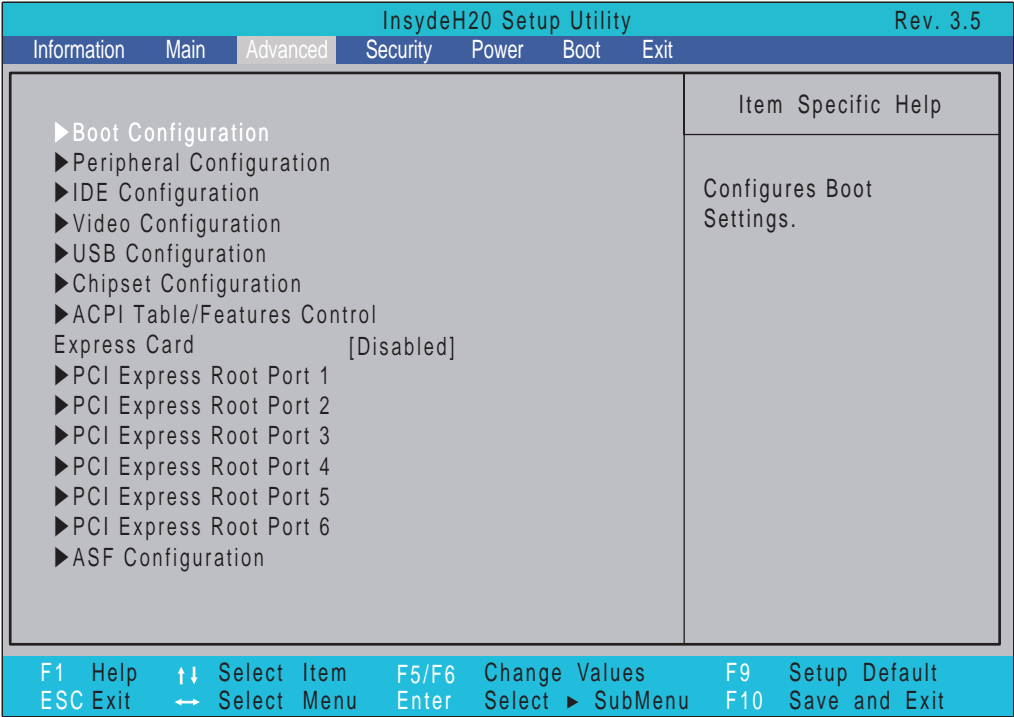 InsydeH20 Setup Utility Rev. 3.5
Information Main Advanced Security Power Boot Exit
▶Boot Configuration
▶Peripheral Configuration
▶IDE Configuration
▶Video Configuration
▶USB Configuration
▶Chipset Configuration
▶ACPI Table/Features Control
Express Card [Disabled]
▶PCI Express Root Port 1
▶PCI Express Root Port 2
▶PCI Express Root Port 3
▶PCI Express Root Port 4
▶PCI Express Root Port 5
▶PCI Express Root Port 6
▶ASF Configuration
Item Specific Help
Configures Boot
Settings.
F1 Help ↑↓ Select Item F5/F6 Change Values F9 Setup Default
ESC Exit ↔ Select Menu Enter Select ▶ SubMenu F10 Save and Exit